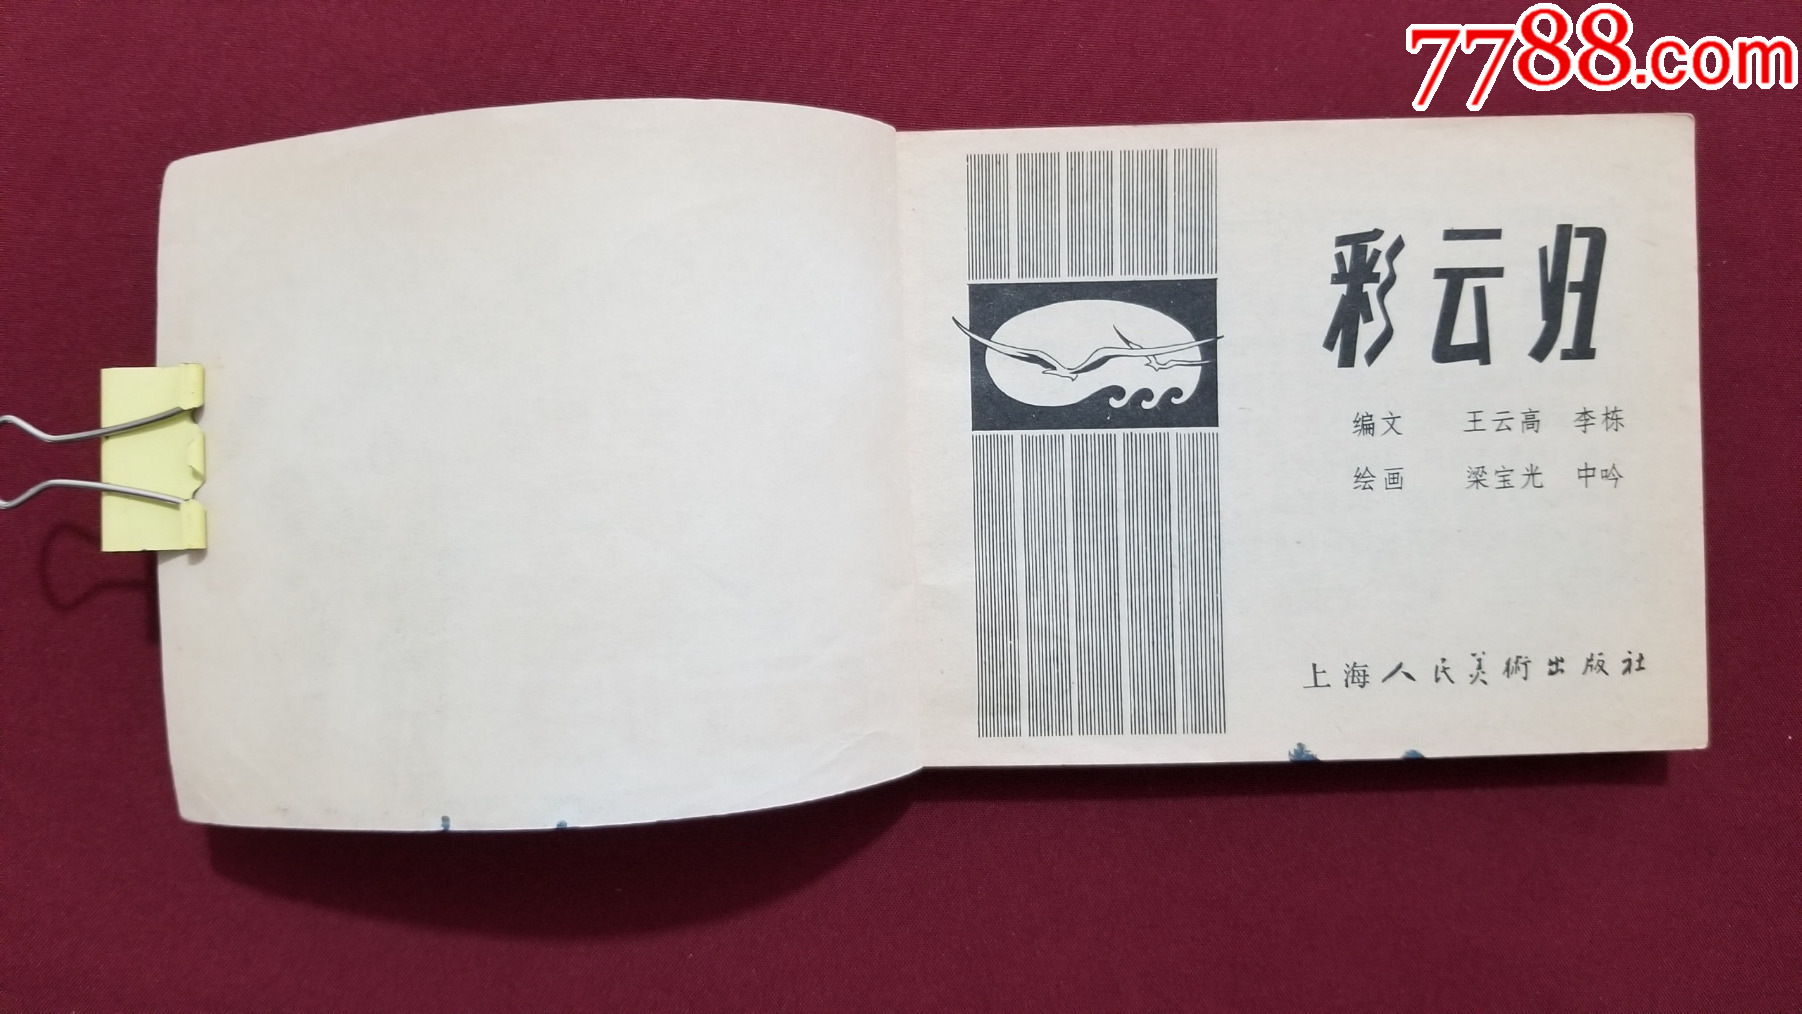 7788.com
彩云归
编文 王云高 李栋
绘画 梁宝光 中吟
上海人民美術出版社